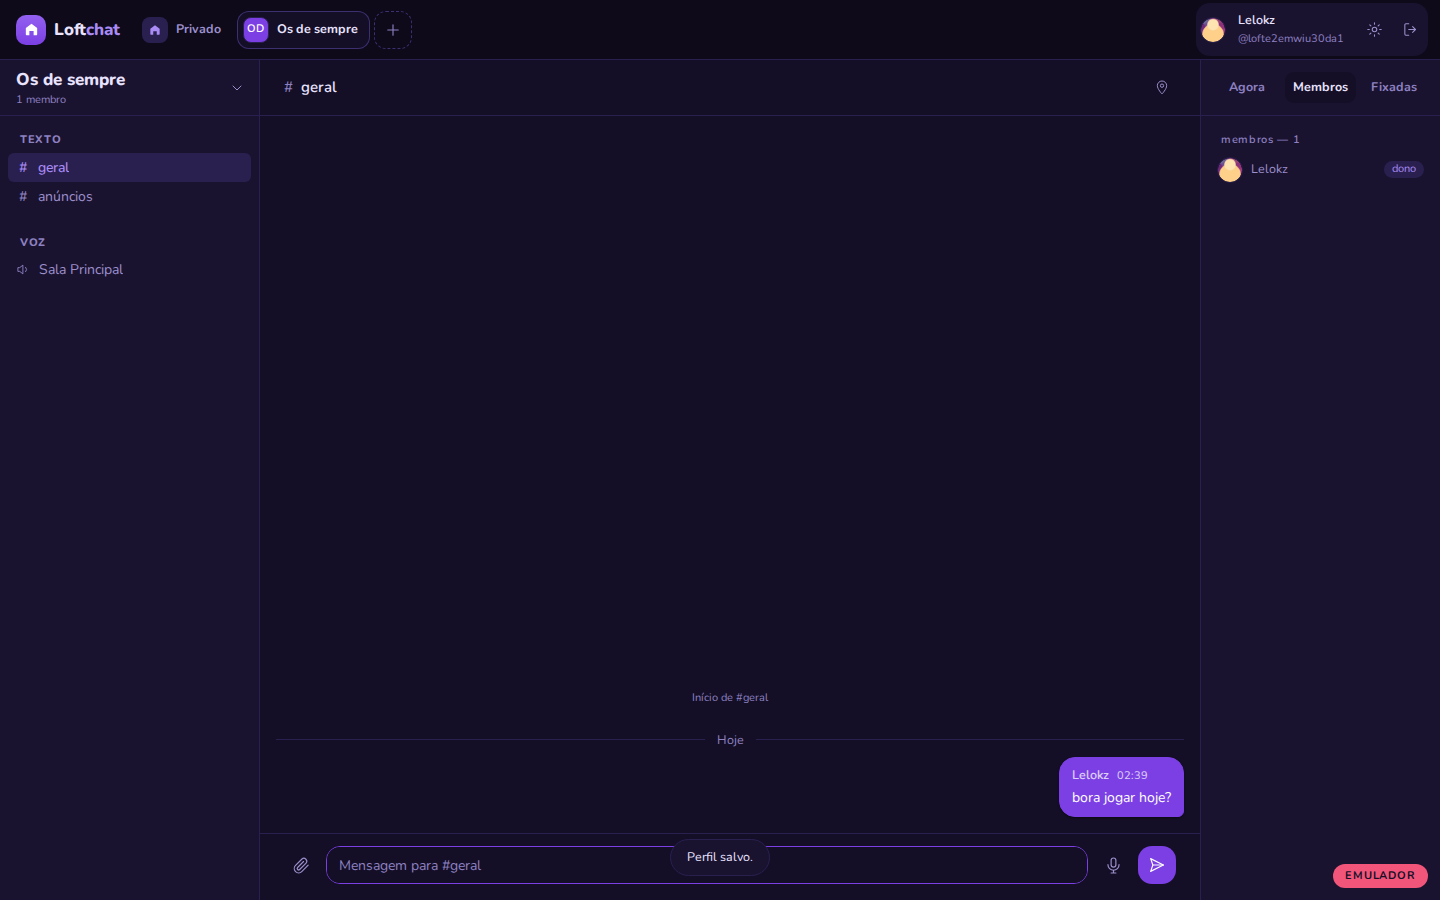 Loftchat
Privado
OD Os de sempre
Lelokz
@lofte2emwiu30da1
Os de sempre
1 membro
TEXTO
# geral
# anúncios
VOZ
Sala Principal
# geral
Início de #geral
Hoje
Lelokz 02:39
bora jogar hoje?
Mensagem para #geral
Perfil salvo.
Agora Membros Fixadas
membros — 1
Lelokz dono
EMULADOR